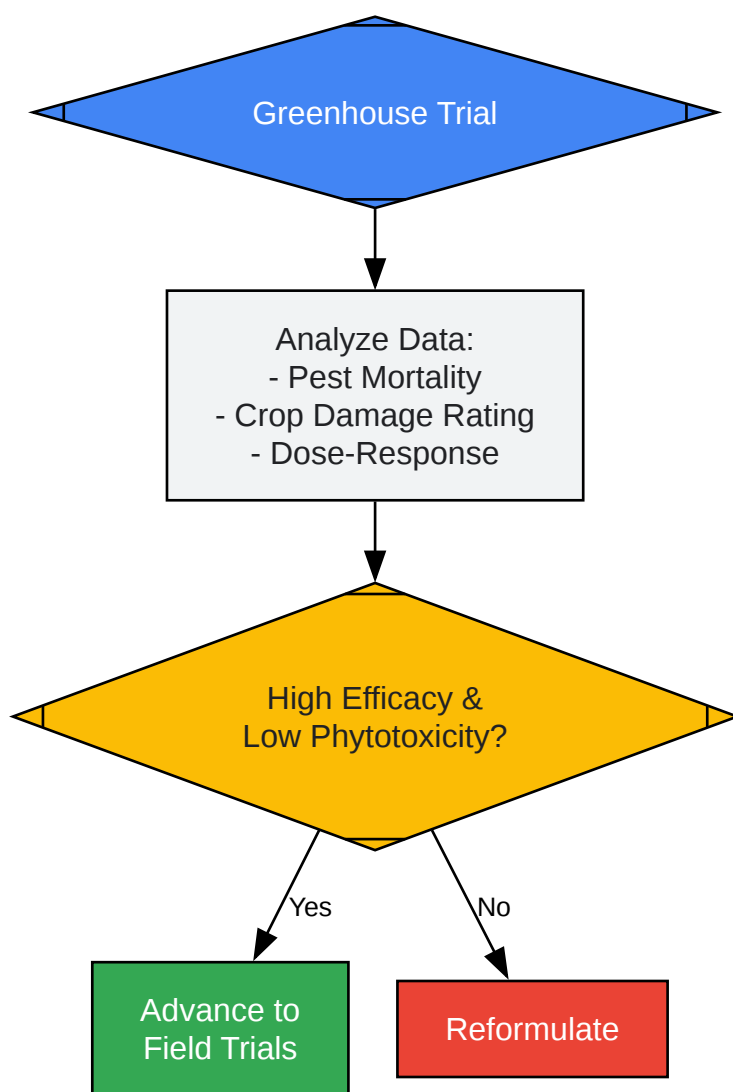 Greenhouse Trial
Analyze Data:
- Pest Mortality
- Crop Damage Rating
- Dose-Response
High Efficacy &
Low Phytotoxicity?
Yes
No
Advance to
Field Trials
Reformulate